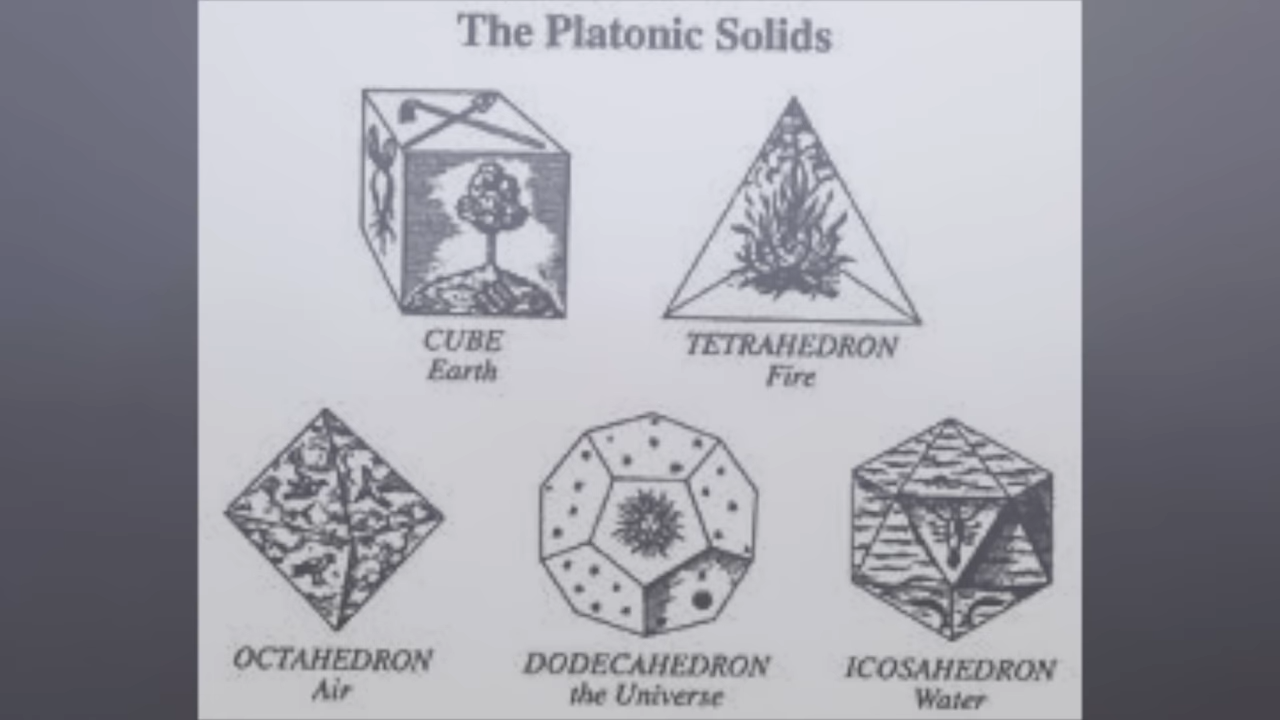 The Platonic Solids
CUBE
Earth
TETRAHEDRON
Fire
OCTAHEDRON
Air
DODECAHEDRON
the Universe
ICOSAHEDRON
Water